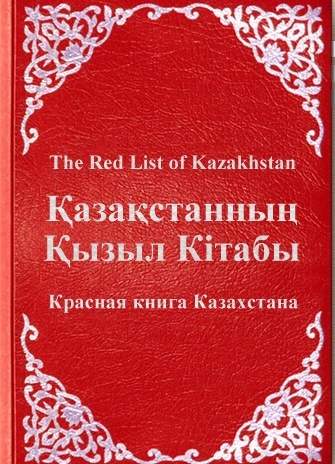 The Red List of Kazakhstan
Қазақстанның
Қызыл Кітабы
Красная книга Казахстана